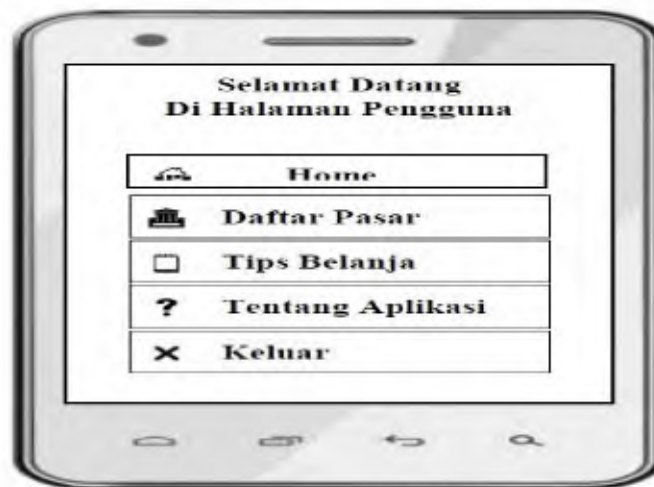 Selamat Datang
Di Halaman Pengguna
Home
Daftar Pasar
Tips Belanja
? Tentang Aplikasi
Keluar